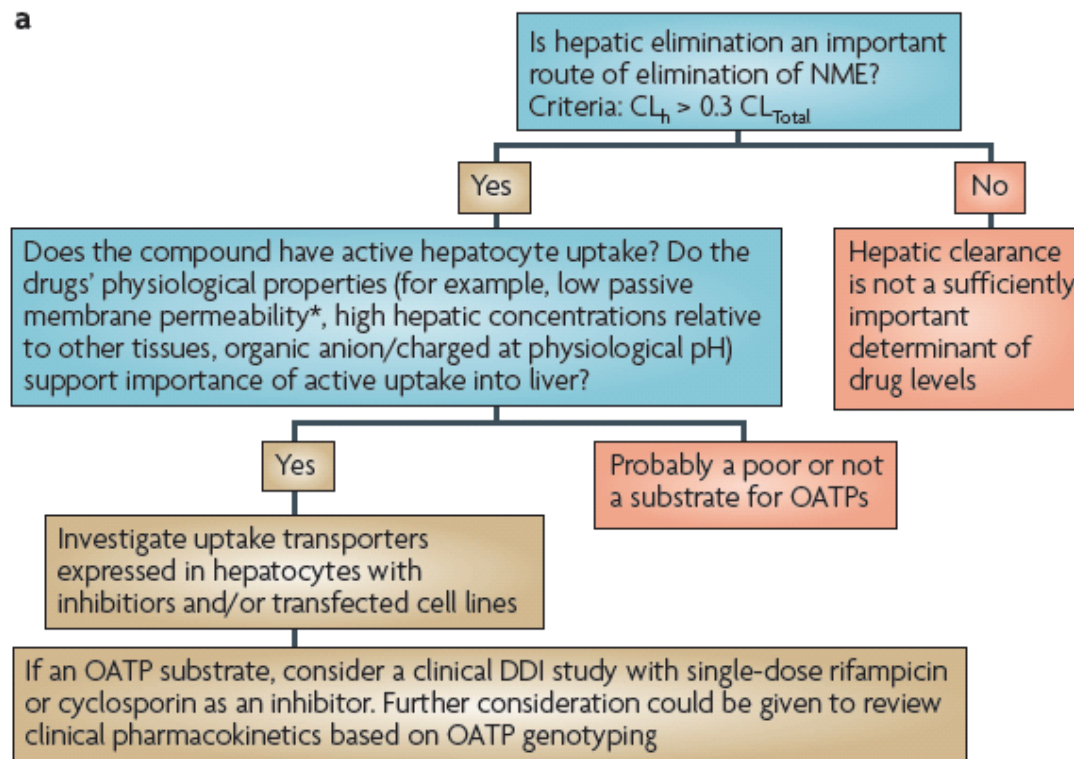 a
Is hepatic elimination an important
route of elimination of NME?
Criteria: CLh > 0.3 CLTotal
Yes
No
Does the compound have active hepatocyte uptake? Do the
drugs' physiological properties (for example, low passive
membrane permeability*, high hepatic concentrations relative
to other tissues, organic anion/charged at physiological pH)
support importance of active uptake into liver?
Hepatic clearance
is not a sufficiently
important
determinant of
drug levels
Yes
Probably a poor or not
a substrate for OATPs
Investigate uptake transporters
expressed in hepatocytes with
inhibitiors and/or transfected cell lines
If an OATP substrate, consider a clinical DDI study with single-dose rifampicin
or cyclosporin as an inhibitor. Further consideration could be given to review
clinical pharmacokinetics based on OATP genotyping